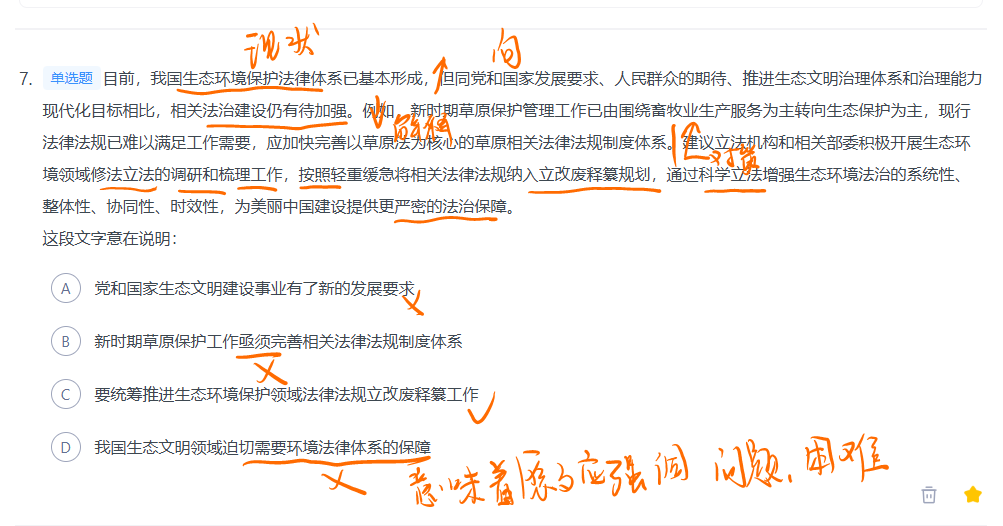 现状 问
7. 单选题 目前，我国生态环境保护法律体系已基本形成，但同党和国家发展要求、人民群众的期待、推进生态文明治理体系和治理能力
现代化目标相比，相关法治建设仍有待加强。例如，新时期草原保护管理工作已由围绕畜牧业生产服务为主转向生态保护为主，现行
解释
法律法规已难以满足工作需要，应加快完善以草原法为核心的草原相关法律法规制度体系。建议立法机构和相关部委积极开展生态环
对策
境领域修法立法的调研和梳理工作，按照轻重缓急将相关法律法规纳入立改废释纂规划，通过科学立法增强生态环境法治的系统性、
整体性、协同性、时效性，为美丽中国建设提供更严密的法治保障。
这段文字意在说明：
A 党和国家生态文明建设事业有了新的发展要求
B 新时期草原保护工作亟须完善相关法律法规制度体系
C 要统筹推进生态环境保护领域法律法规立改废释纂工作
D 我国生态文明领域迫切需要环境法律体系的保障
意味着 应强调 问题、困难